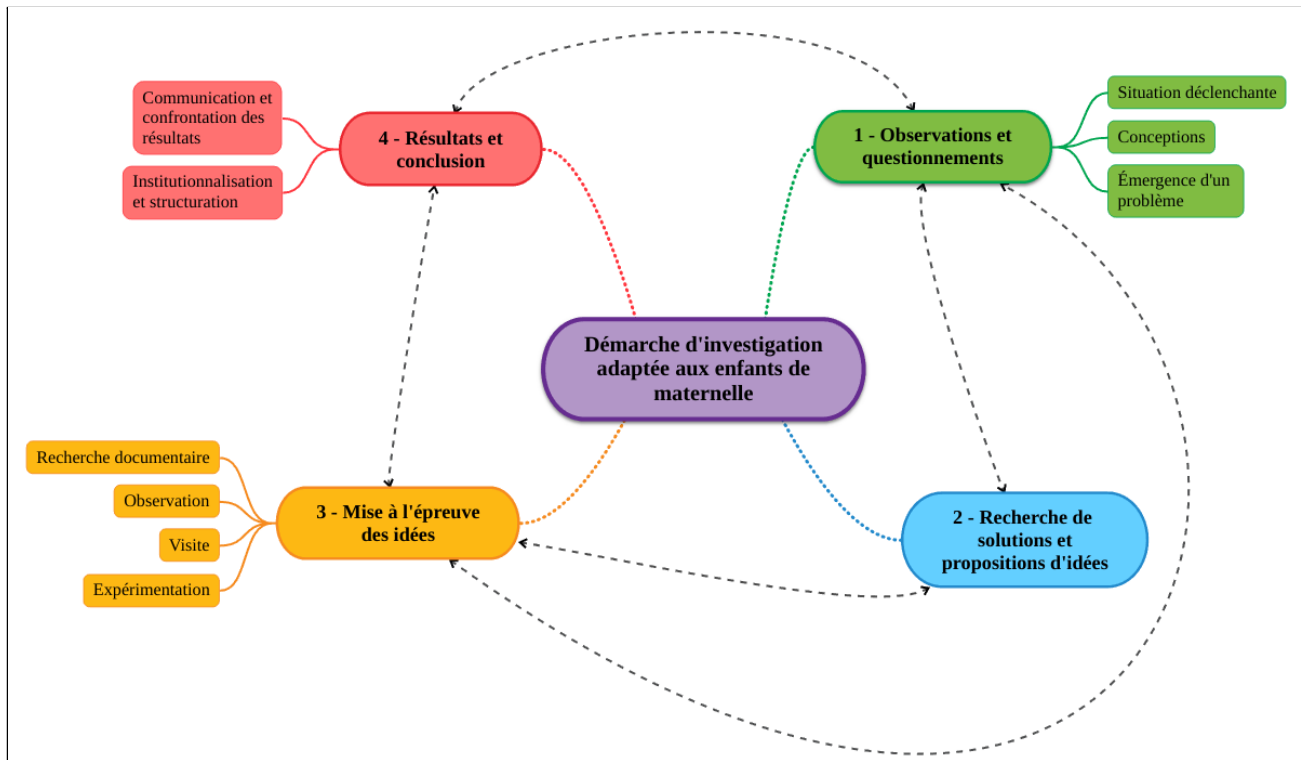 Démarche d'investigation
adaptée aux enfants de
maternelle
1 - Observations et
questionnements
Situation déclenchante
Conceptions
Émergence d'un
problème
2 - Recherche de
solutions et
propositions d'idées
3 - Mise à l'épreuve
des idées
Recherche documentaire
Observation
Visite
Expérimentation
4 - Résultats et
conclusion
Communication et
confrontation des
résultats
Institutionnalisation
et structuration